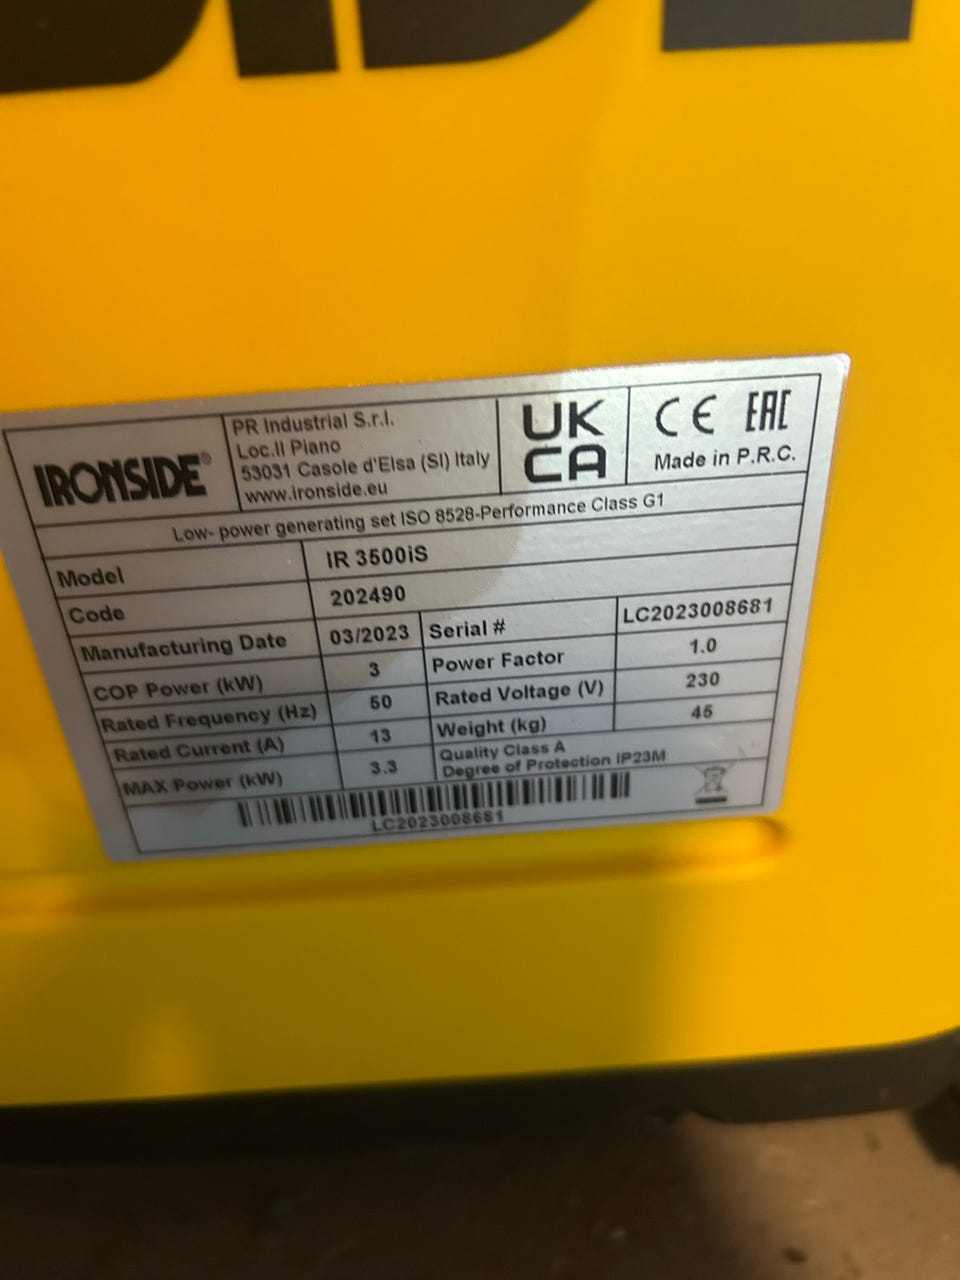 IRONSIDE®
PR Industrial S.r.l.
Loc.Il Piano
53031 Casole d'Elsa (SI) Italy
www.ironside.eu
UK
CA
CE EAC
Made in P.R.C.
Low- power generating set ISO 8528-Performance Class G1
Model IR 3500iS
Code 202490
Manufacturing Date 03/2023 Serial # LC2023008681
COP Power (kW) 3 Power Factor 1.0
Rated Frequency (Hz) 50 Rated Voltage (V) 230
Rated Current (A) 13 Weight (kg) 45
MAX Power (kW) 3.3 Quality Class A
Degree of Protection IP23M
LC2023008681